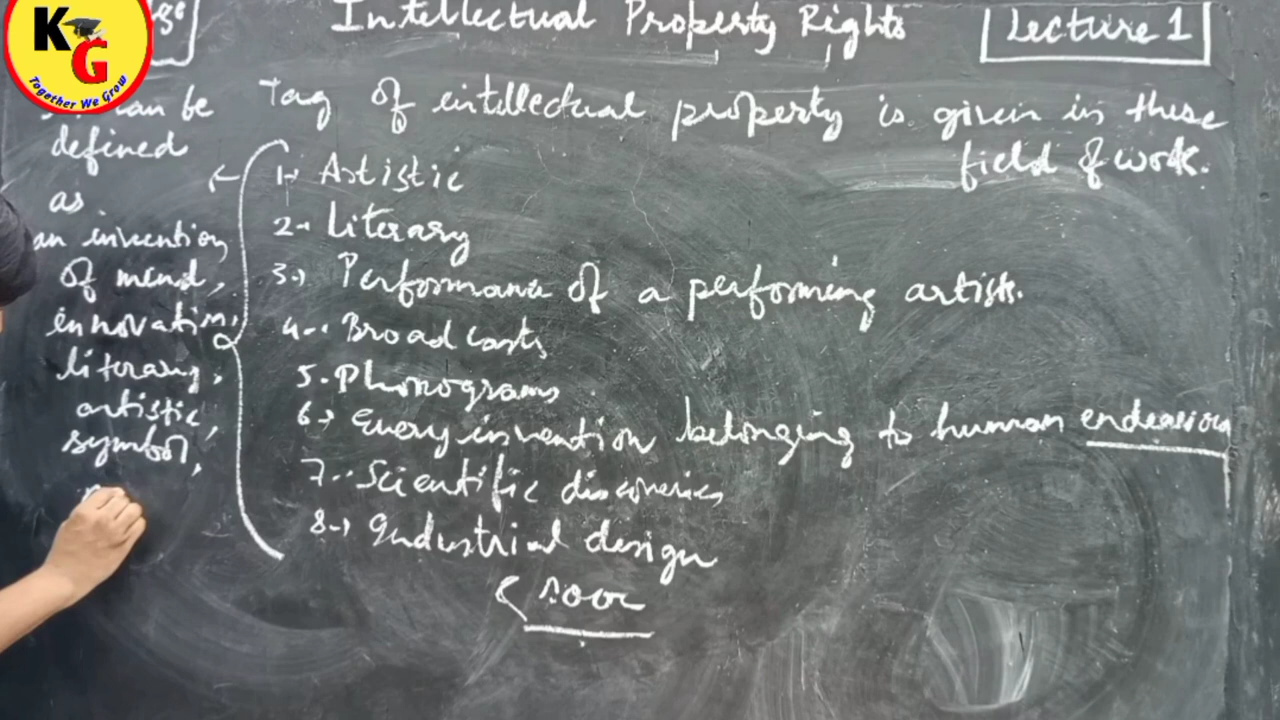 KG
Together We Grow
Intellectual Property Rights
Lecture 1
can be
defined
as
an invention
of mind,
innovation,
literary,
artistic,
symbol,
Tag of intellectual property is given in these
field of work.
1→ Artistic
2→ Literary
3→ Performance of a performing artists.
4→ Broadcasts
5. Phonograms
6→ Every invention belonging to human endeavour
7→ Scientific discoveries
8→ Industrial design